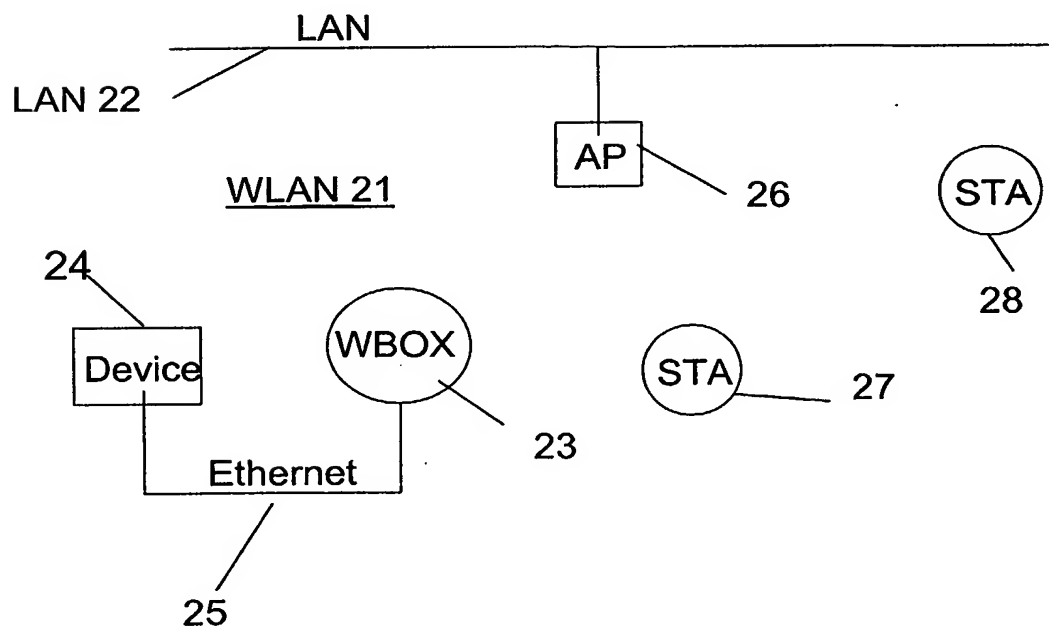 LAN
LAN 22
AP
26
STA
28
WLAN 21
24
Device
WBOX
23
STA
27
Ethernet
25